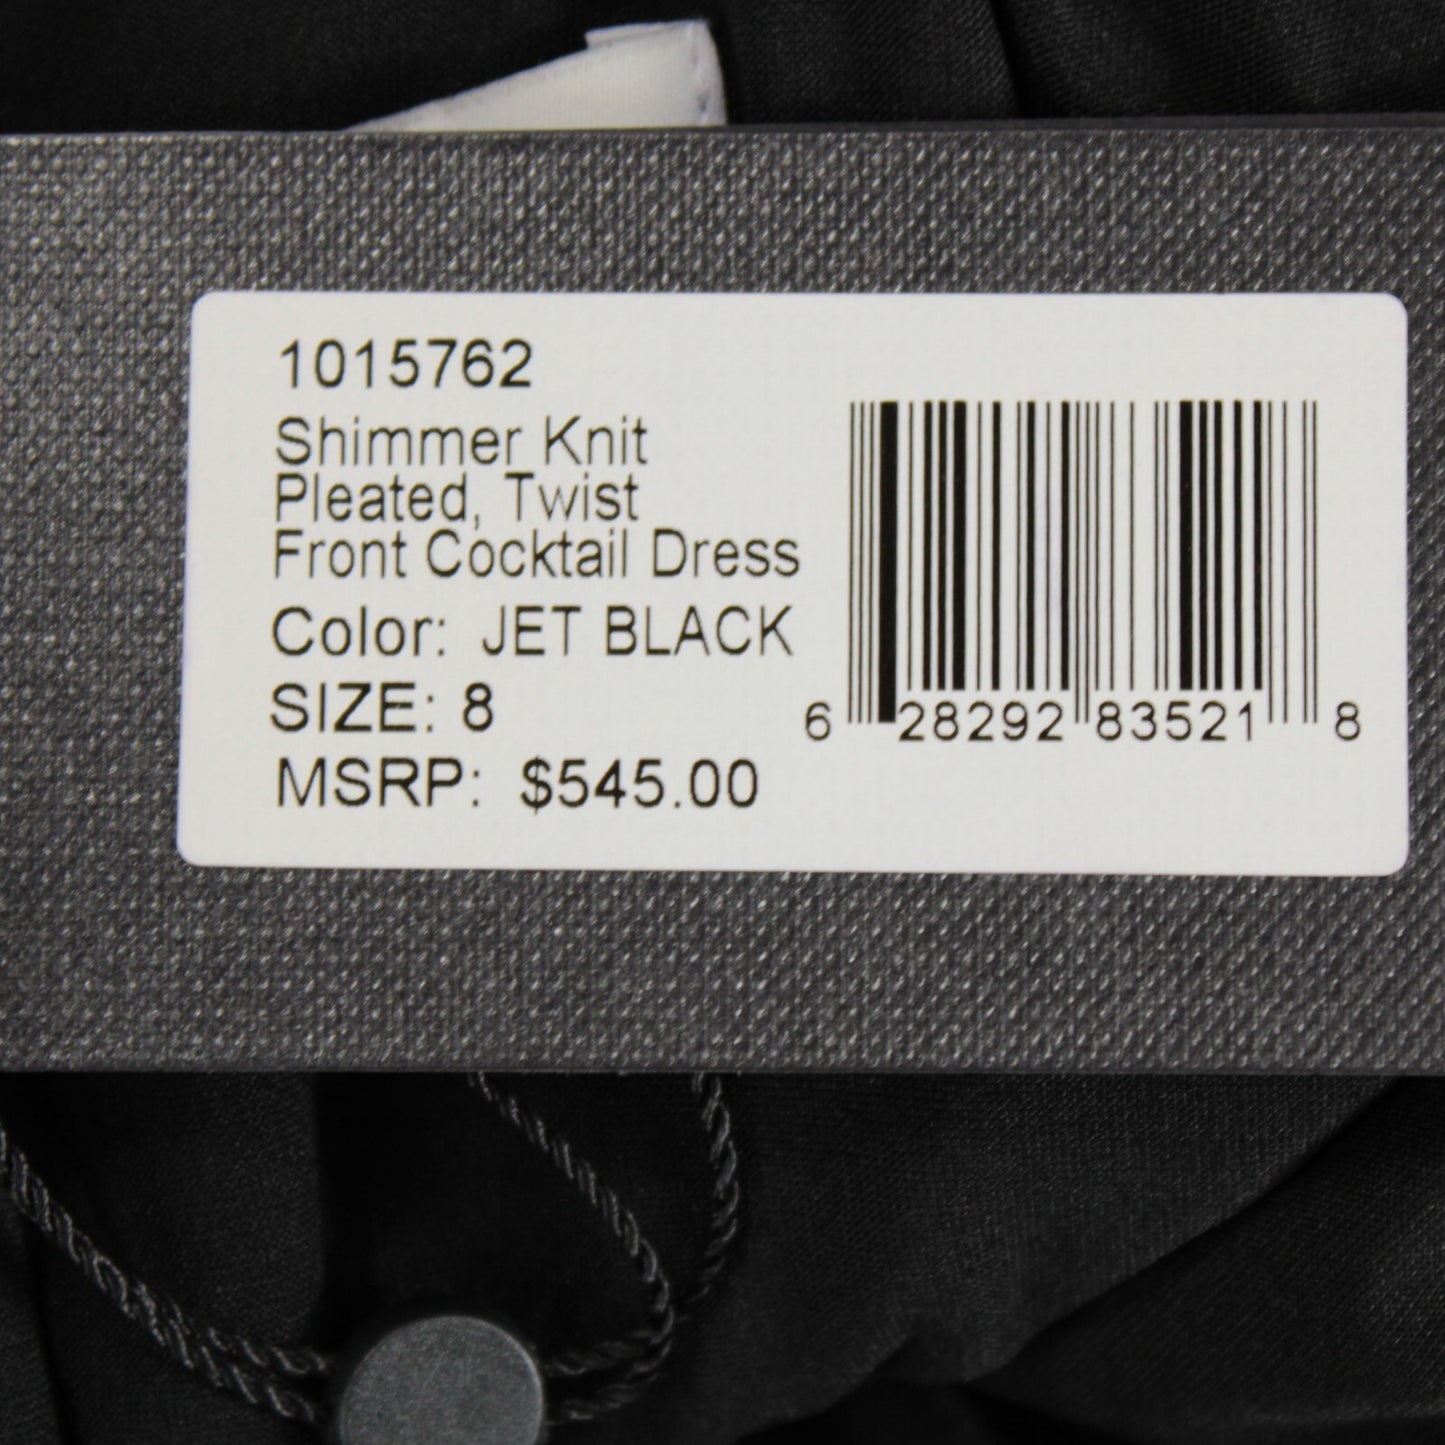 1015762
Shimmer Knit
Pleated, Twist
Front Cocktail Dress
Color: JET BLACK
SIZE: 8
MSRP: $545.00
6 28292 83521 8